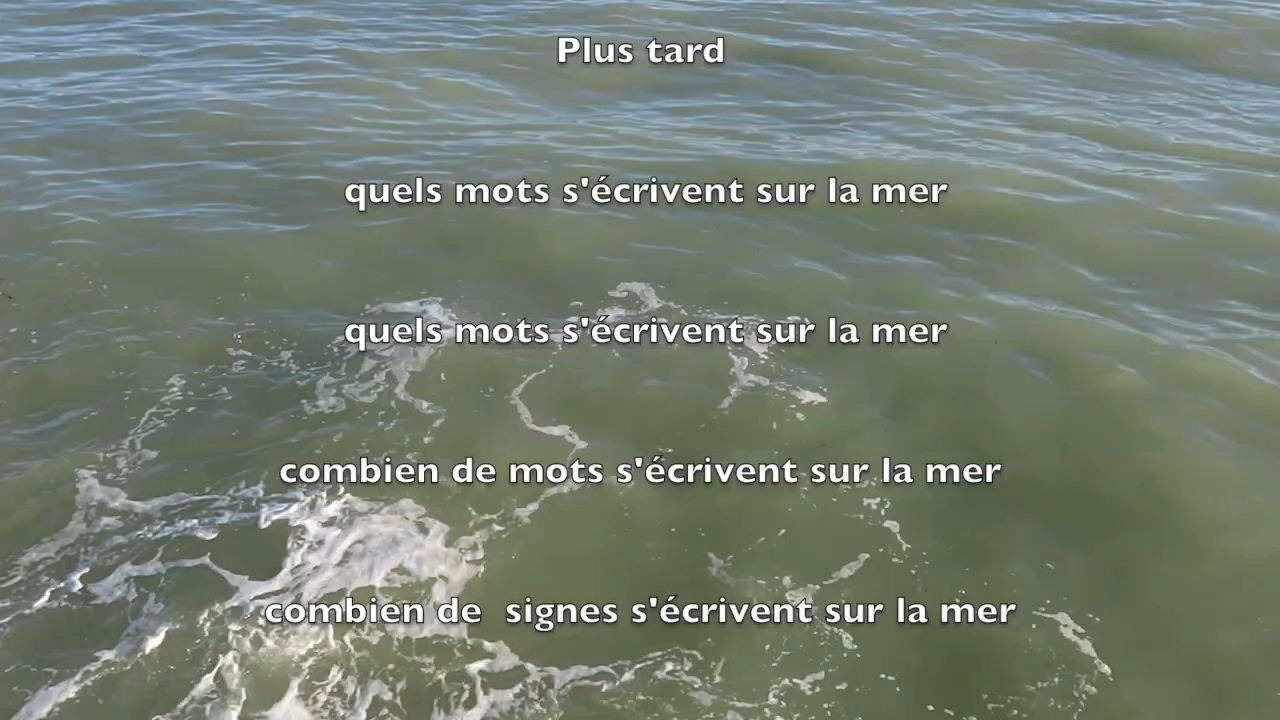 Plus tard
quels mots s'écrivent sur la mer
quels mots s'écrivent sur la mer
combien de mots s'écrivent sur la mer
combien de  signes s'écrivent sur la mer